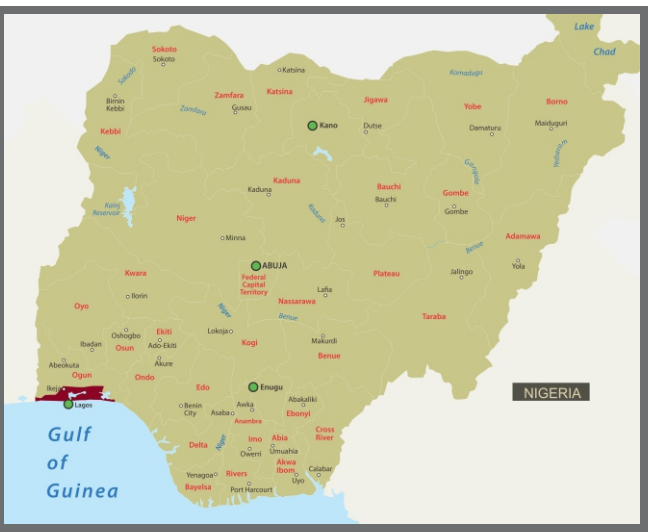 Lake
Chad
Sokoto
Sokoto
Katsina
Komadugu
Sokoto
Zamfara
Katsina
Jigawa
Yobe
Borno
Birnin
Kebbi
Zamfara
Gusau
Kano
Dutse
Damaturu
Maiduguri
Kebbi
Niger
Yedseram
Gongola
Kaduna
Kaduna
Bauchi
Bauchi
Gombe
Gombe
Kainj
Reservoir
Niger
Kaduna
Jos
Minna
Adamawa
Benue
ABUJA
Federal
Capital
Territory
Plateau
Jalingo
Yola
Kwara
Ilorin
Lafia
Nassarawa
Oyo
Niger
Benue
Taraba
Oshogbo
Ekiti
Ado-Ekiti
Lokoja
Kogi
Makurdi
Benue
Ibadan
Osun
Akure
Abeokuta
Ogun
Ondo
Ikeja
Lagos
Edo
Enugu
NIGERIA
Benin
City
Asaba
Awka
Anambra
Abakaliki
Ebonyi
Cross
River
Gulf
of
Guinea
Delta
Niger
Imo
Owerri
Abia
Umuahia
Akwa
Ibom
Uyo
Calabar
Yenagoa
Bayelsa
Rivers
Port Harcourt